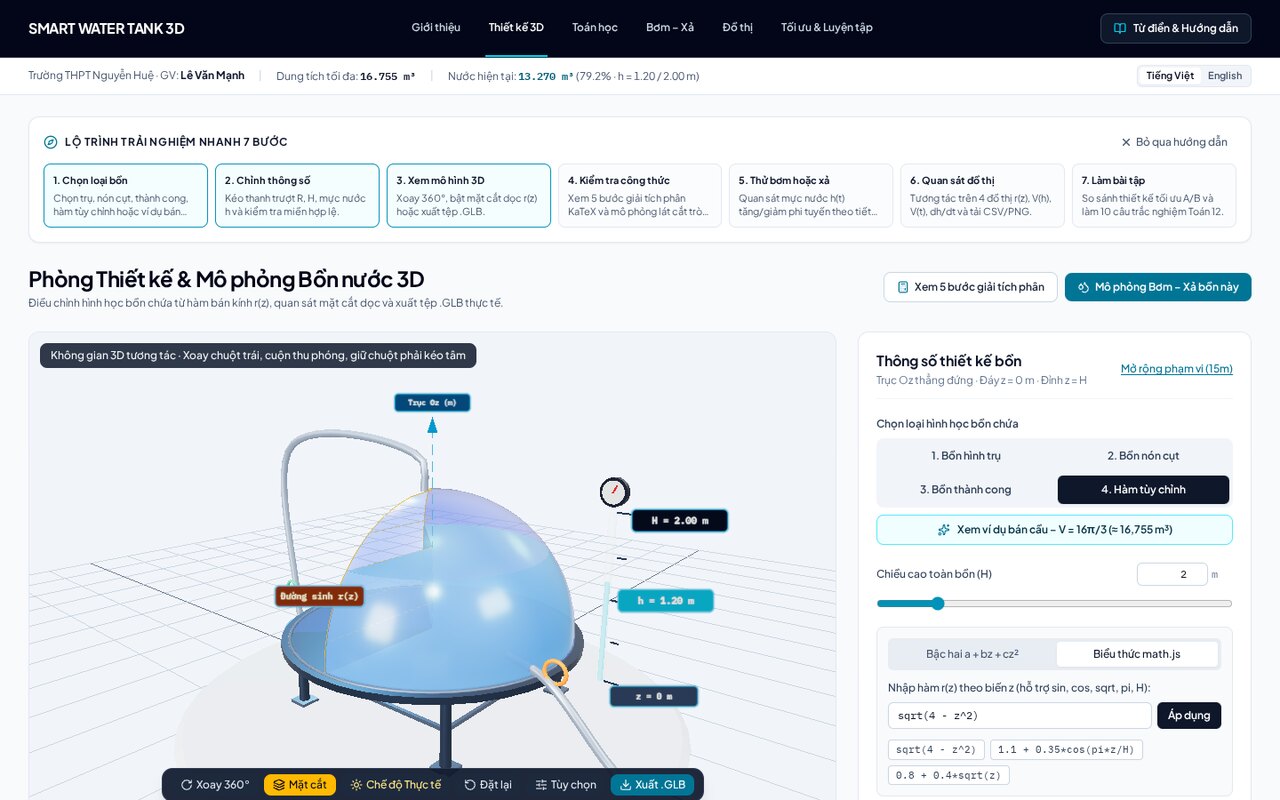 SMART WATER TANK 3D
Giới thiệu
Thiết kế 3D
Toán học
Bơm – Xả
Đồ thị
Tối ưu & Luyện tập
Từ điển & Hướng dẫn
Trường THPT Nguyễn Huệ · GV: Lê Văn Mạnh
Dung tích tối đa: 16.755 m³
Nước hiện tại: 13.270 m³ (79.2% · h = 1.20 / 2.00 m)
Tiếng Việt
English
LỘ TRÌNH TRẢI NGHIỆM NHANH 7 BƯỚC
Bỏ qua hướng dẫn
1. Chọn loại bồn
Chọn trụ, nón cụt, thành cong,
hàm tùy chỉnh hoặc ví dụ bán…
2. Chỉnh thông số
Kéo thanh trượt R, H, mực nước
h và kiểm tra miền hợp lệ.
3. Xem mô hình 3D
Xoay 360°, bật mặt cắt dọc r(z)
hoặc xuất tệp .GLB.
4. Kiểm tra công thức
Xem 5 bước giải tích phân
KaTeX và mô phỏng lát cắt trò…
5. Thử bơm hoặc xả
Quan sát mực nước h(t)
tăng/giảm phi tuyến theo tiết…
6. Quan sát đồ thị
Tương tác trên 4 đồ thị r(z), V(h),
V(t), dh/dt và tải CSV/PNG.
7. Làm bài tập
So sánh thiết kế tối ưu A/B và
làm 10 câu trắc nghiệm Toán 12.
Phòng Thiết kế & Mô phỏng Bồn nước 3D
Điều chỉnh hình học bồn chứa từ hàm bán kính r(z), quan sát mặt cắt dọc và xuất tệp .GLB thực tế.
Xem 5 bước giải tích phân
Mô phỏng Bơm – Xả bồn này
Không gian 3D tương tác · Xoay chuột trái, cuộn thu phóng, giữ chuột phải kéo tâm
Trục Oz (m)
H = 2.00 m
Đường sinh r(z)
h = 1.20 m
z = 0 m
Xoay 360°
Mặt cắt
Chế độ Thực tế
Đặt lại
Tùy chọn
Xuất .GLB
Thông số thiết kế bồn
Trục Oz thẳng đứng · Đáy z = 0 m · Đỉnh z = H
Mở rộng phạm vi (15m)
Chọn loại hình học bồn chứa
1. Bồn hình trụ
2. Bồn nón cụt
3. Bồn thành cong
4. Hàm tùy chỉnh
Xem ví dụ bán cầu – V = 16π/3 (≈ 16,755 m³)
Chiều cao toàn bồn (H)
2 m
Bậc hai a + bz + cz²
Biểu thức math.js
Nhập hàm r(z) theo biến z (hỗ trợ sin, cos, sqrt, pi, H):
sqrt(4 - z^2)
Áp dụng
sqrt(4 - z^2)
1.1 + 0.35*cos(pi*z/H)
0.8 + 0.4*sqrt(z)